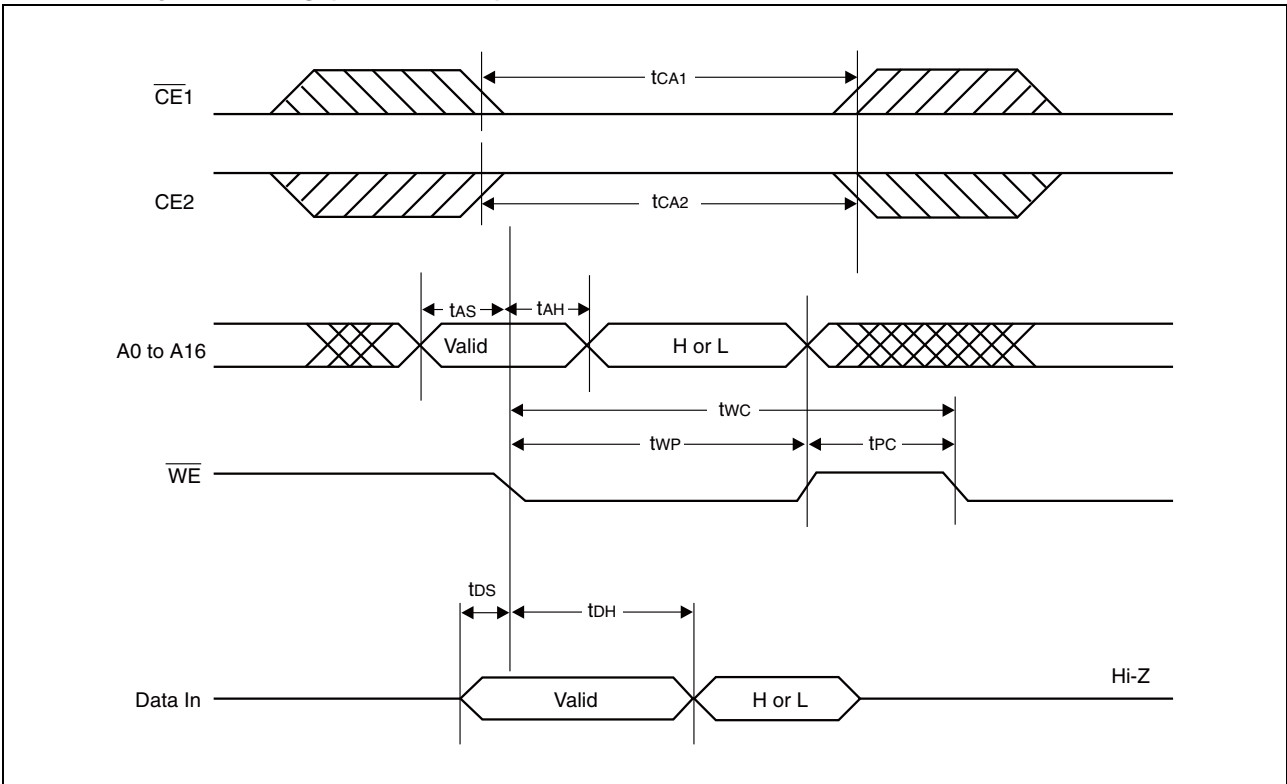 tCA1
CE1
CE2
tCA2
tAS
tAH
A0 to A16
Valid
H or L
tWC
tWP
tPC
WE
tDS
tDH
Data In
Valid
H or L
Hi-Z